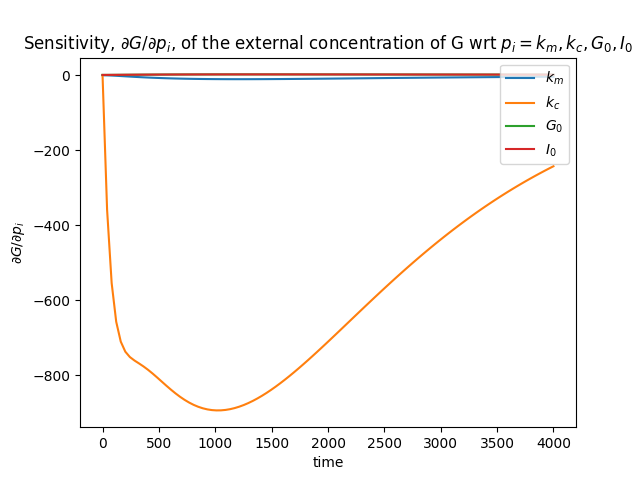 Sensitivity, ∂G/∂p_i, of the external concentration of G wrt p_i = k_m, k_c, G_0, I_0
0
−200
−400
−600
−800
∂G/∂p_i
k_m
k_c
G_0
I_0
0 500 1000 1500 2000 2500 3000 3500 4000
time